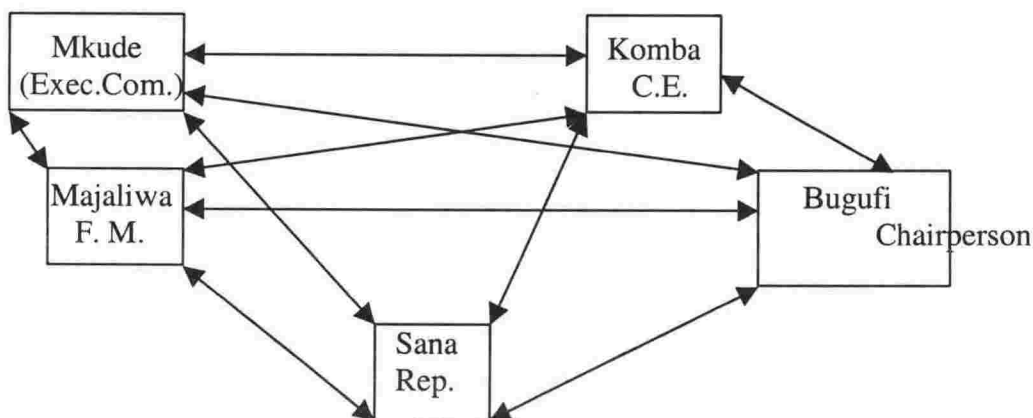 Mkude
(Exec.Com.)
Komba
C.E.
Majaliwa
F. M.
Bugufi
Chairperson
Sana
Rep.